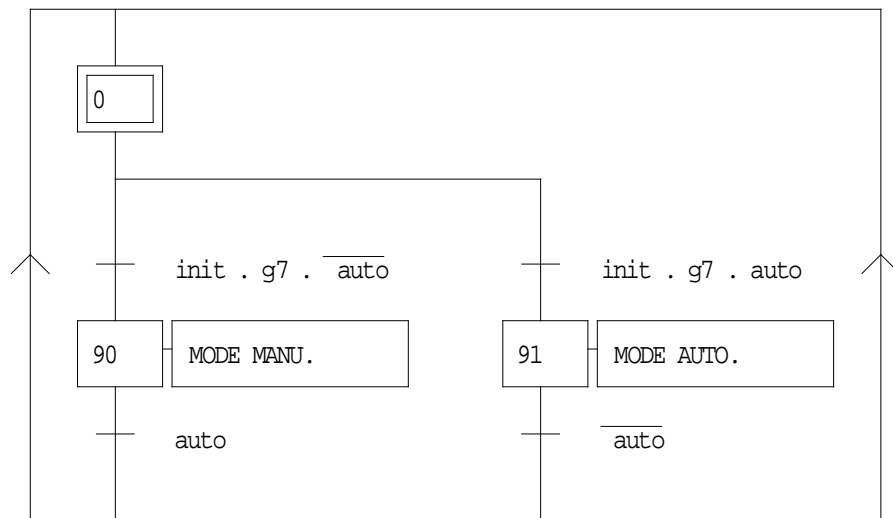 0
init . g7 . auto
init . g7 . auto
90
MODE MANU.
91
MODE AUTO.
auto
auto